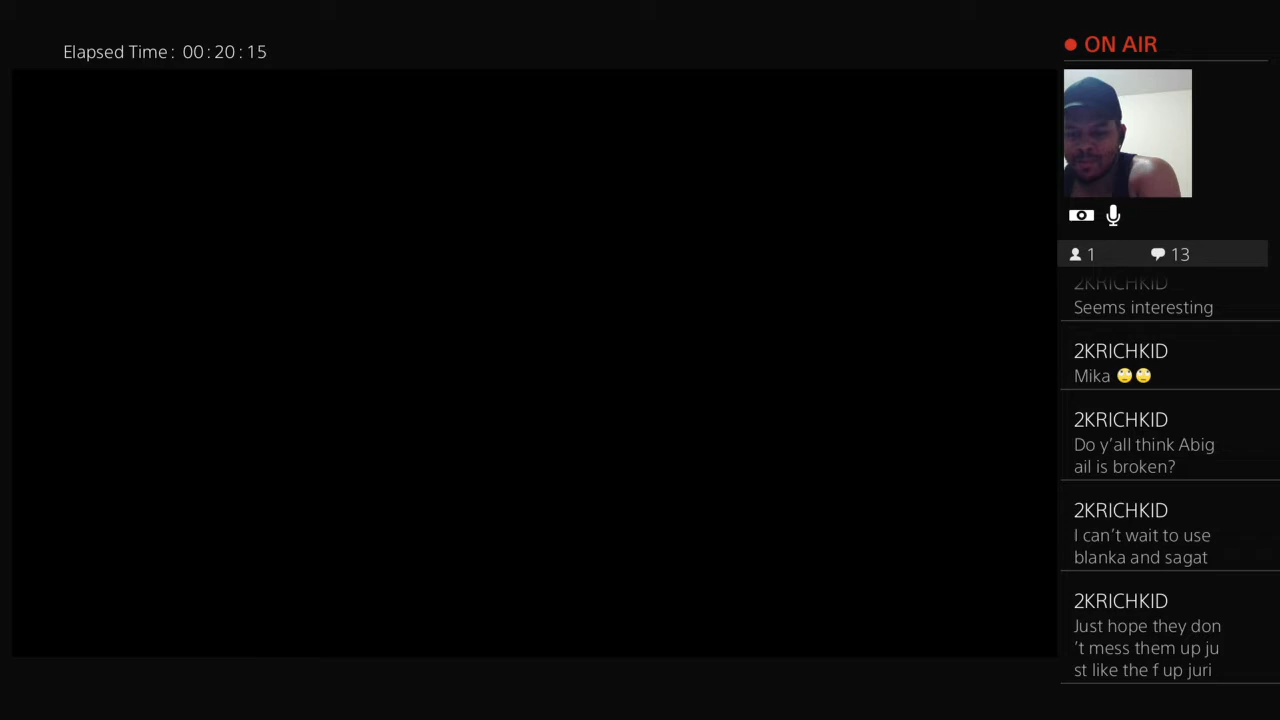 Elapsed Time: 00:20:15
ON AIR
1 13
2KRICHKID
Seems interesting
2KRICHKID
Mika 🙄🙄
2KRICHKID
Do y’all think Abig
ail is broken?
2KRICHKID
I can’t wait to use
blanka and sagat
2KRICHKID
Just hope they don
’t mess them up ju
st like the f up juri